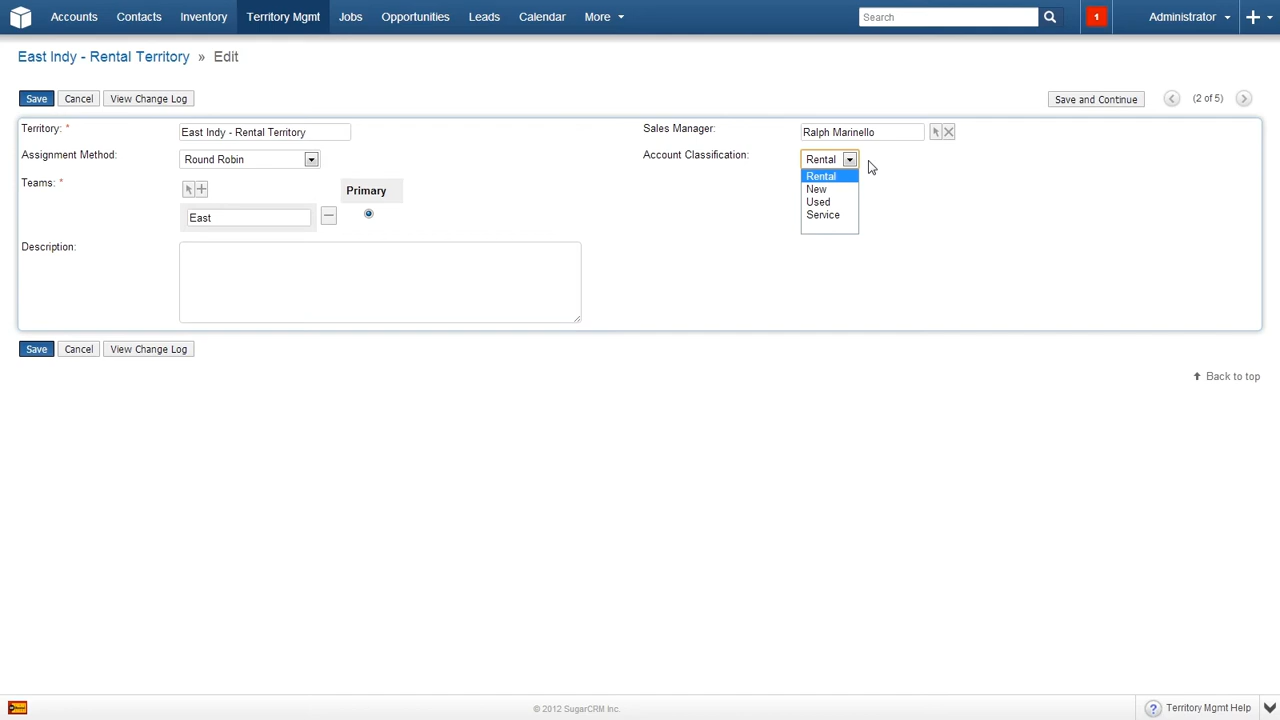 Accounts Contacts Inventory Territory Mgmt Jobs Opportunities Leads Calendar More Search 1 Administrator
East Indy - Rental Territory » Edit
Save Cancel View Change Log Save and Continue (2 of 5)
Territory: * East Indy - Rental Territory Sales Manager: Ralph Marinello
Assignment Method: Round Robin Account Classification: Rental
Rental
Teams: * Primary New
Used
East Service
Description:
Save Cancel View Change Log
Back to top
© 2012 SugarCRM Inc. ? Territory Mgmt Help